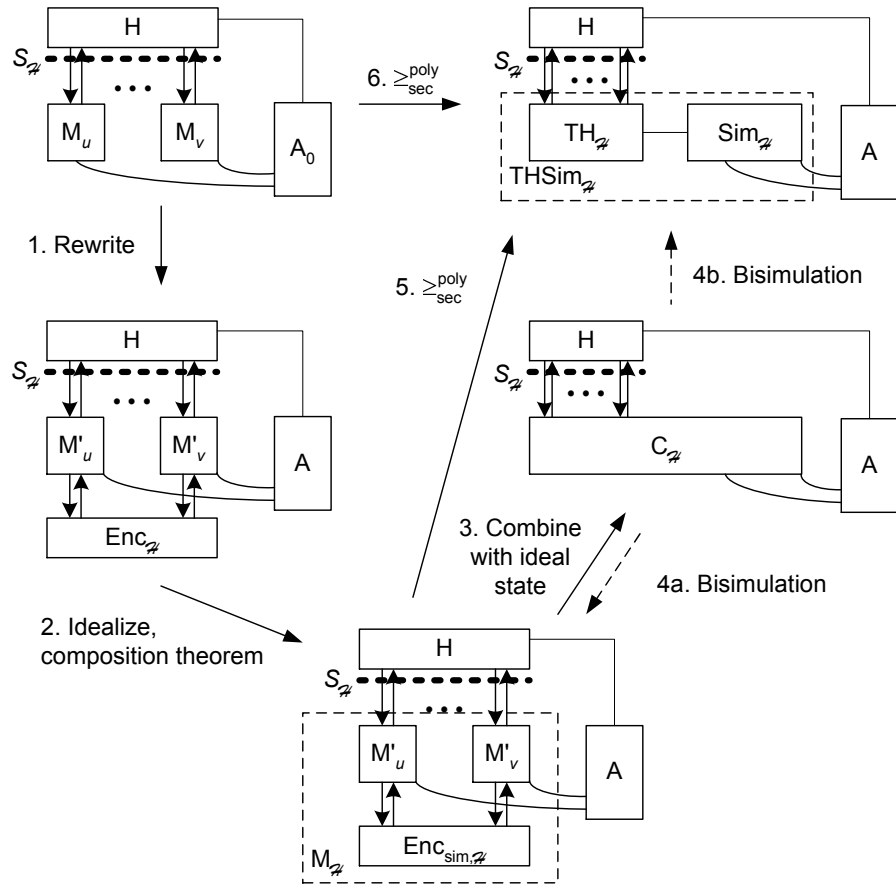 H
S_ℋ
M_u
M_v
A_0
6. ≥_sec^poly
H
S_ℋ
TH_ℋ
Sim_ℋ
THSim_ℋ
A
1. Rewrite
5. ≥_sec^poly
4b. Bisimulation
H
S_ℋ
M'_u
M'_v
A
Enc_ℋ
H
S_ℋ
C_ℋ
A
2. Idealize,
composition theorem
3. Combine
with ideal
state
4a. Bisimulation
H
S_ℋ
M'_u
M'_v
A
Enc_sim,ℋ
M_ℋ